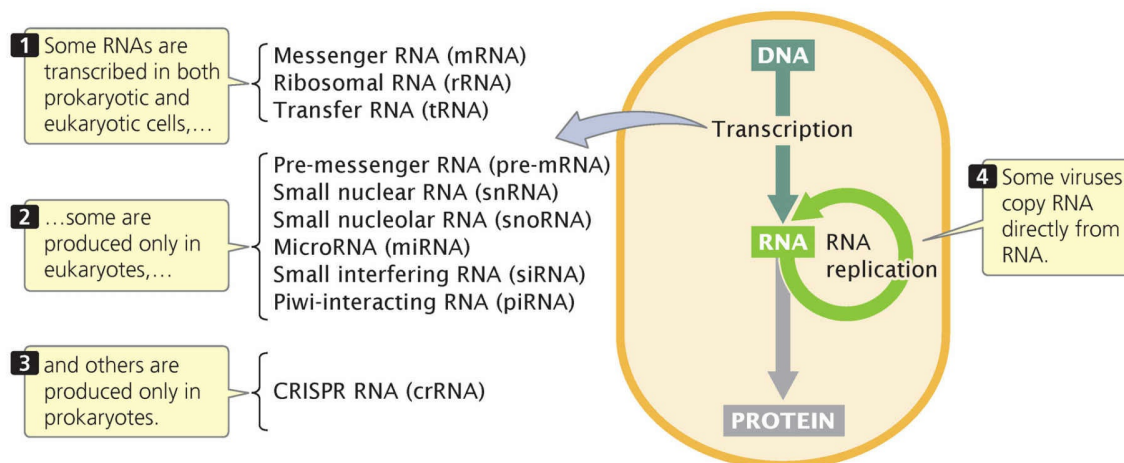 1 Some RNAs are
transcribed in both
prokaryotic and
eukaryotic cells,…
Messenger RNA (mRNA)
Ribosomal RNA (rRNA)
Transfer RNA (tRNA)
2 …some are
produced only in
eukaryotes,…
Pre-messenger RNA (pre-mRNA)
Small nuclear RNA (snRNA)
Small nucleolar RNA (snoRNA)
MicroRNA (miRNA)
Small interfering RNA (siRNA)
Piwi-interacting RNA (piRNA)
3 and others are
produced only in
prokaryotes.
CRISPR RNA (crRNA)
DNA
Transcription
RNA
RNA
replication
PROTEIN
4 Some viruses
copy RNA
directly from
RNA.